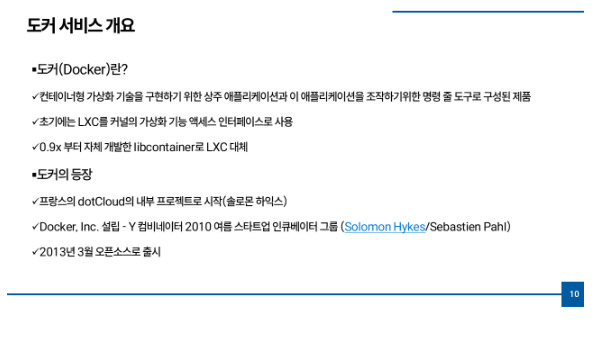 도커 서비스 개요
▪도커(Docker)란?
✓컨테이너형 가상화 기술을 구현하기 위한 상주 애플리케이션과 이 애플리케이션을 조작하기위한 명령 줄 도구로 구성된 제품
✓초기에는 LXC를 커널의 가상화 기능 액세스 인터페이스로 사용
✓0.9x 부터 자체 개발한 libcontainer로 LXC 대체
▪도커의 등장
✓프랑스의 dotCloud의 내부 프로젝트로 시작(솔로몬 하익스)
✓Docker, Inc. 설립 - Y 컴비네이터 2010 여름 스타트업 인큐베이터 그룹 (Solomon Hykes/Sebastien Pahl)
✓2013년 3월 오픈소스로 출시
10